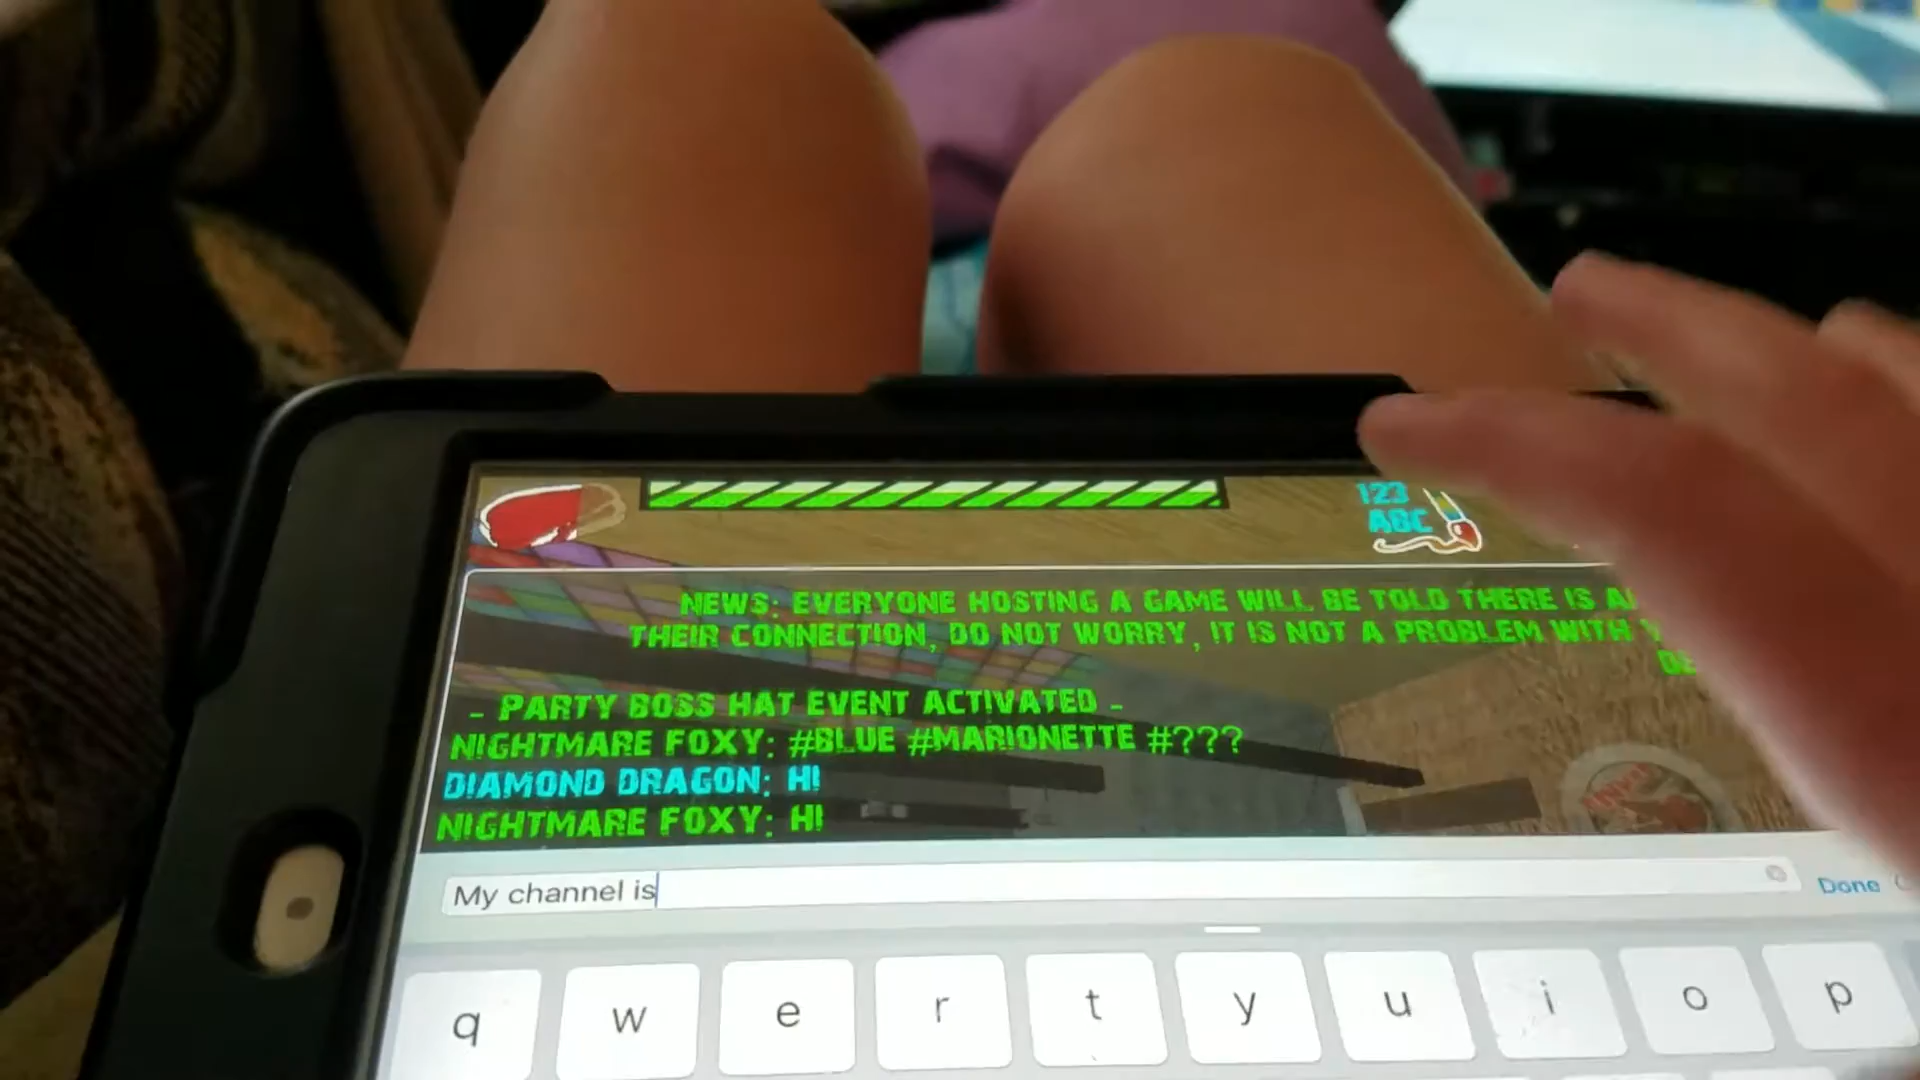 123
ABC
NEWS: EVERYONE HOSTING A GAME WILL BE TOLD THERE IS
THEIR CONNECTION, DO NOT WORRY, IT IS NOT A PROBLEM WITH
- PARTY BOSS HAT EVENT ACTIVATED -
NIGHTMARE FOXY: #BLUE #MARIONETTE #???
DIAMOND DRAGON: HI
NIGHTMARE FOXY: HI
My channel is
Done
q w e r t y u i o p